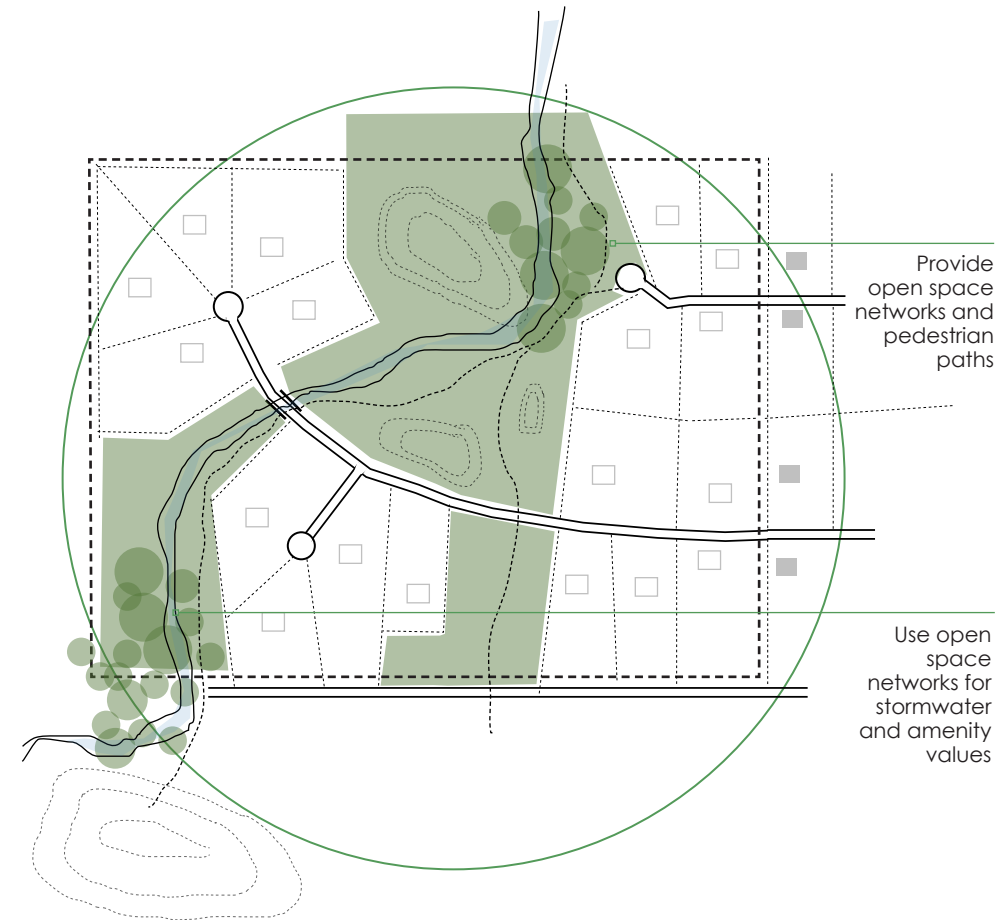 Provide
open space
networks and
pedestrian
paths
Use open
space
networks for
stormwater
and amenity
values